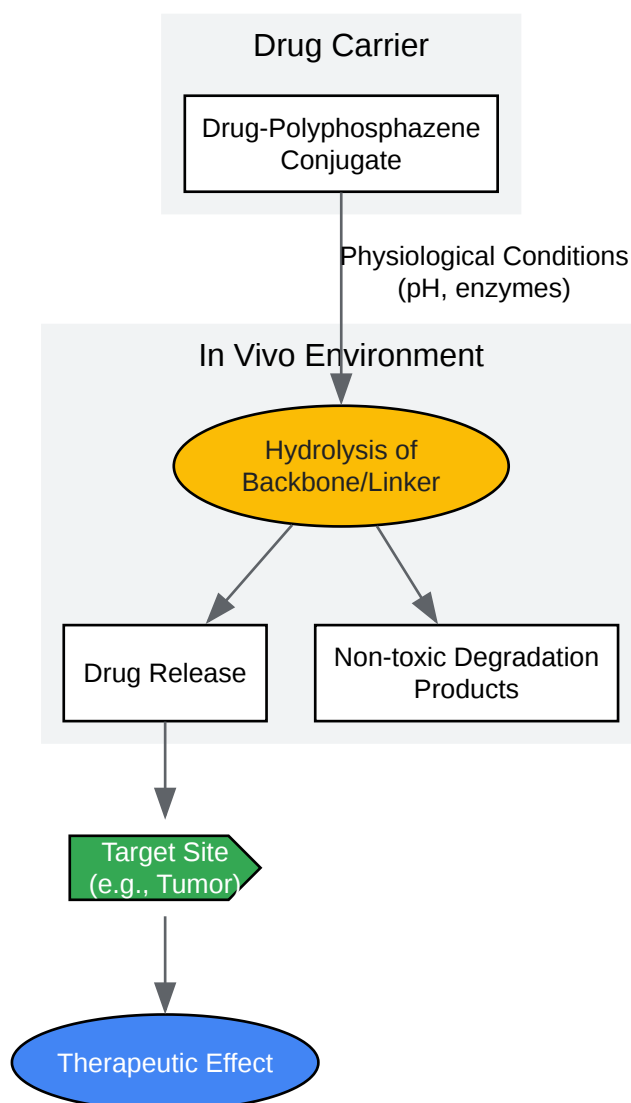 Drug Carrier
Drug-Polyphosphazene
Conjugate
Physiological Conditions
(pH, enzymes)
In Vivo Environment
Hydrolysis of
Backbone/Linker
Drug Release
Non-toxic Degradation
Products
Target Site
(e.g., Tumor)
Therapeutic Effect